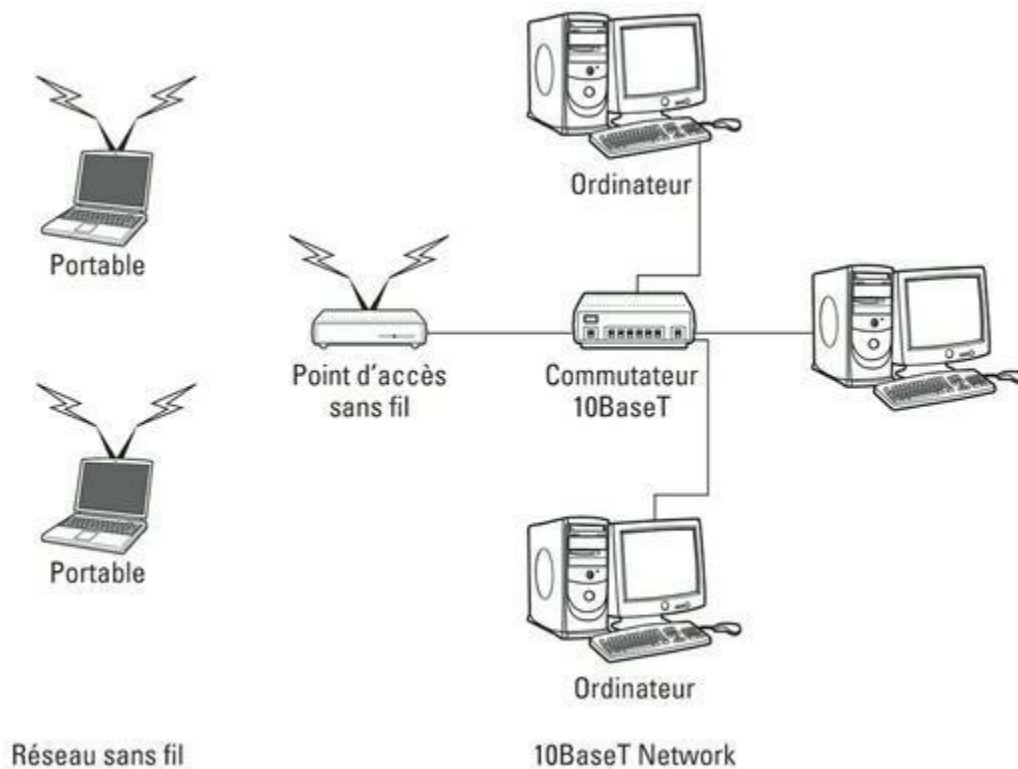 Ordinateur
Portable
Point d'accès
sans fil
Commutateur
10BaseT
Portable
Ordinateur
Réseau sans fil
10BaseT Network